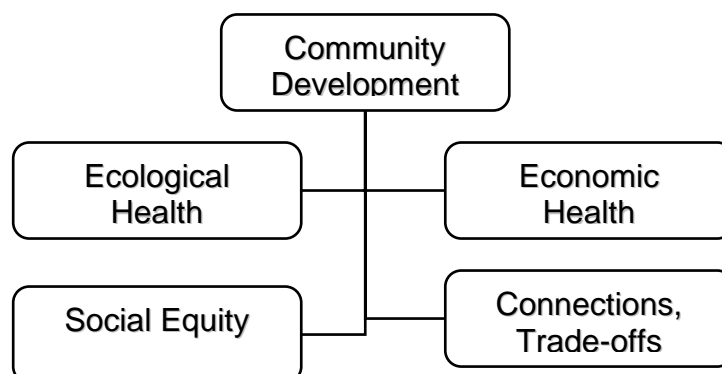 Community
Development
Ecological
Health
Economic
Health
Social Equity
Connections,
Trade-offs